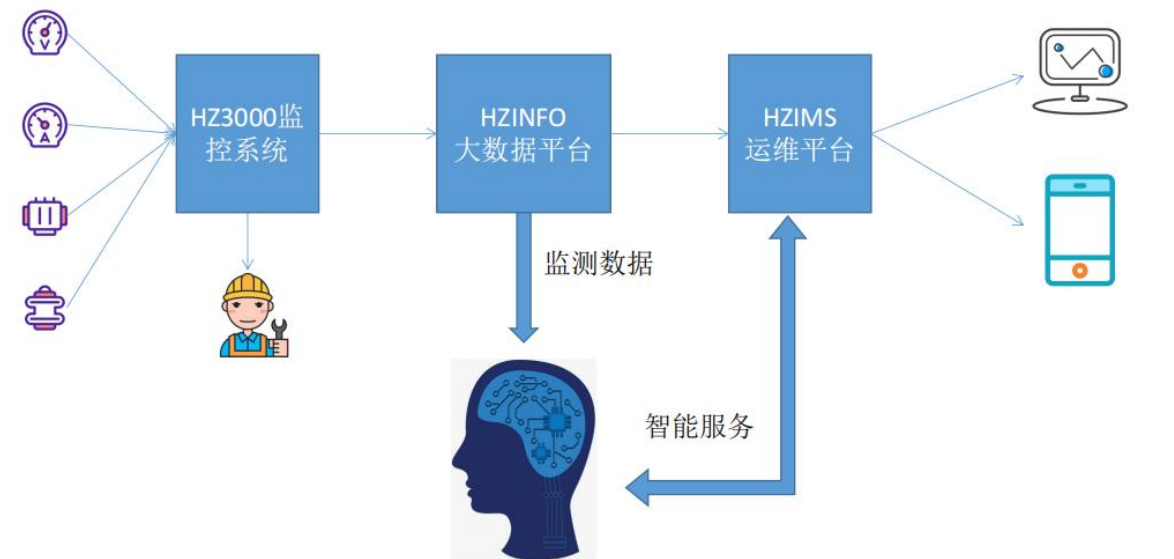 V
A
HZ3000监
控系统
HZINFO
大数据平台
HZIMS
运维平台
监测数据
智能服务